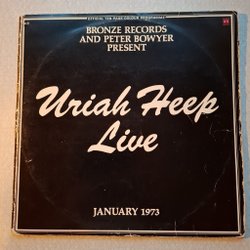 BRONZE RECORDS
AND PETER BOWYER
PRESENT
Uriah Heep
Live
JANUARY 1973